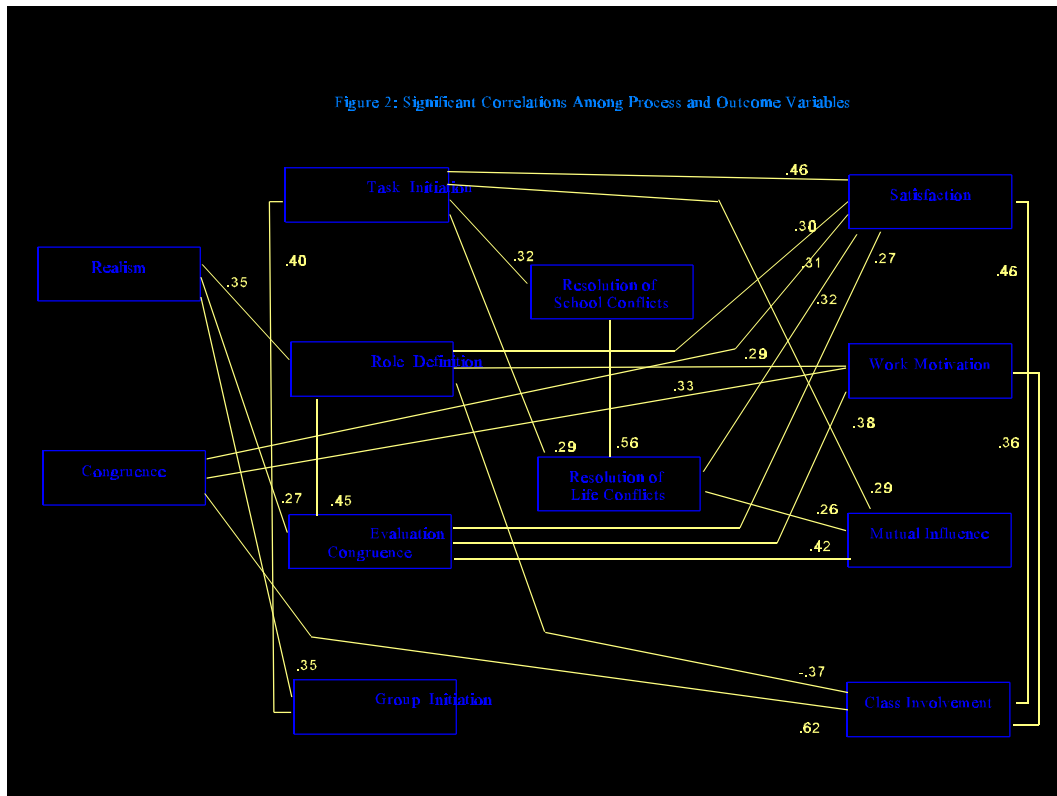 Figure 2: Significant Correlations Among Process and Outcome Variables
.46
Task Initiation
Satisfaction
.30
.32
.40
.31
.27
.46
Realism
.35
Resolution of
School Conflicts
.32
.29
Role Definition
Work Motivation
.33
.38
.56
.29
.36
Congruence
Resolution of
Life Conflicts
.29
.27
.45
.26
Evaluation
Congruence
.42
Mutual Influence
.35
-.37
Group Initiation
Class Involvement
.62